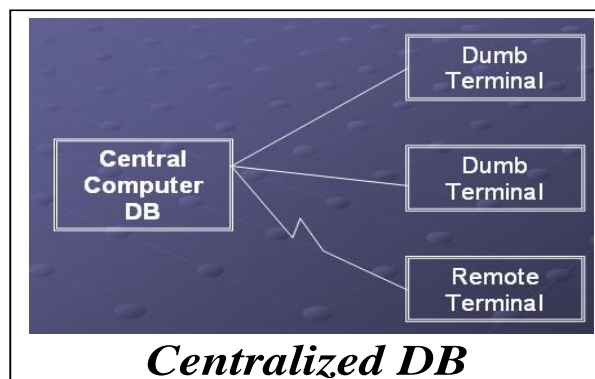 Central
Computer
DB
Dumb
Terminal
Dumb
Terminal
Remote
Terminal
Centralized DB